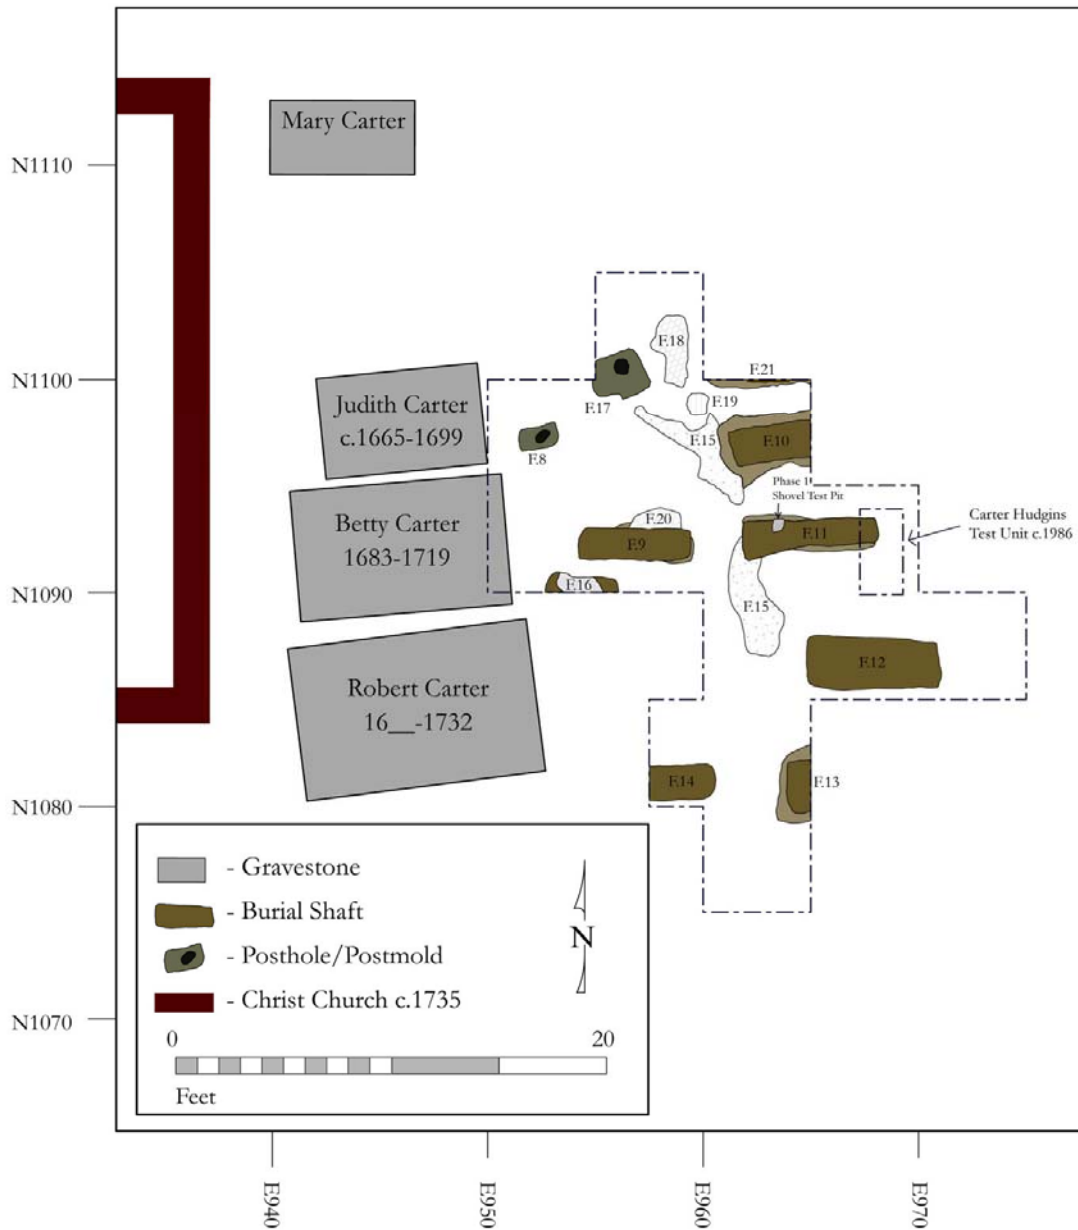 Mary Carter
N1110
N1100
Judith Carter
c.1665-1699
Betty Carter
1683-1719
N1090
Robert Carter
16__-1732
N1080
N1070
F.18
F.21
F.17
F.19
F.8
F.15
F.10
Phase 1
Shovel Test Pit
F.20
F.9
F.11
Carter Hudgins
Test Unit c.1986
F.16
F.15
F.12
F.14
F.13
- Gravestone
- Burial Shaft
- Posthole/Postmold
- Christ Church c.1735
N
0 20
Feet
E940
E950
E960
E970